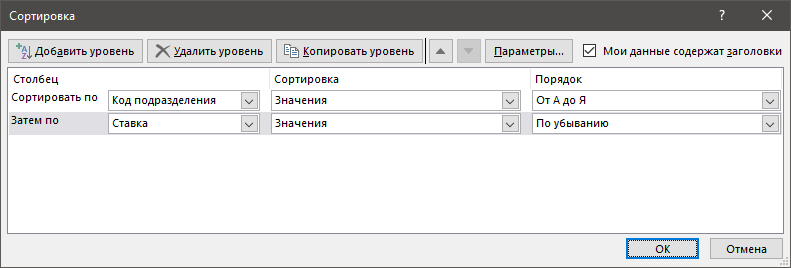 Сортировка
Добавить уровень Удалить уровень Копировать уровень Параметры... Мои данные содержат заголовки
Столбец Сортировка Порядок
Сортировать по Код подразделения Значения От А до Я
Затем по Ставка Значения По убыванию
ОК Отмена